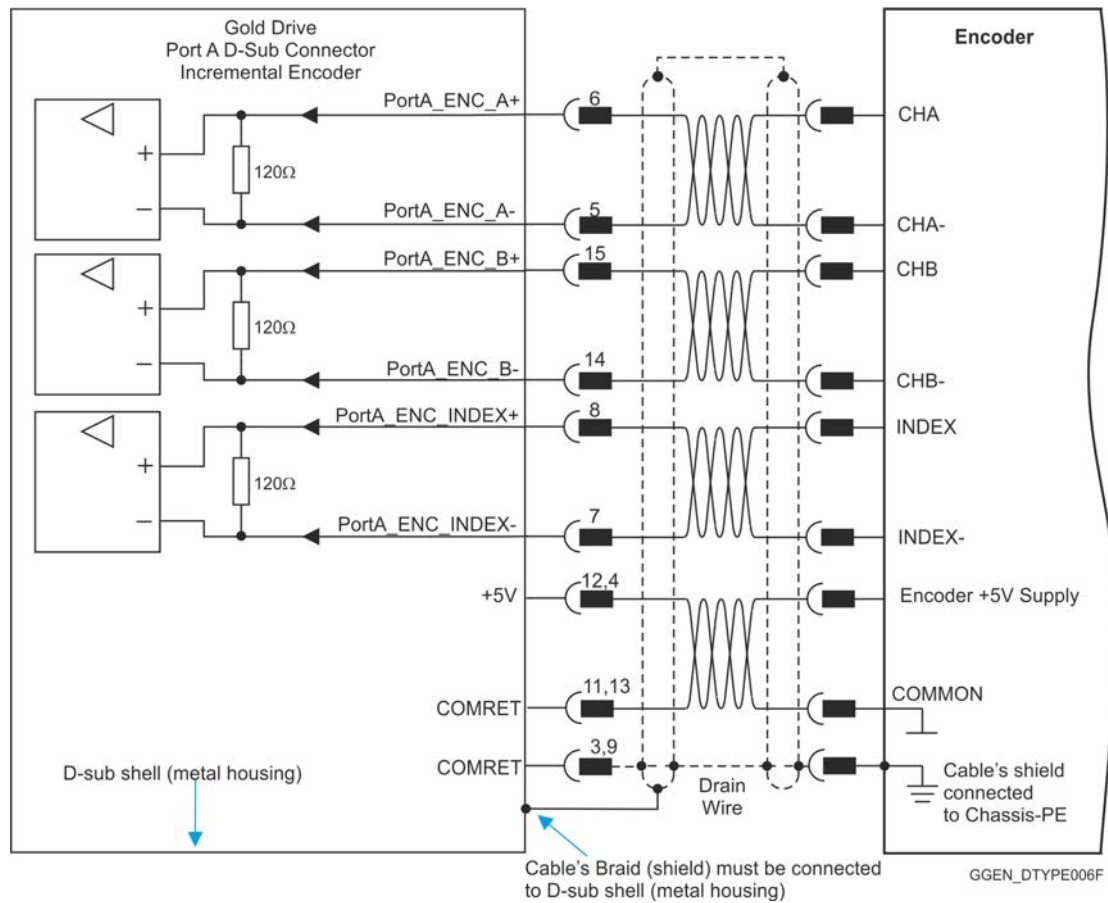 Gold Drive
Port A D-Sub Connector
Incremental Encoder
Encoder
PortA_ENC_A+
6
CHA
+
120Ω
−
PortA_ENC_A-
5
CHA-
PortA_ENC_B+
15
CHB
+
120Ω
−
PortA_ENC_B-
14
CHB-
PortA_ENC_INDEX+
8
INDEX
+
120Ω
−
PortA_ENC_INDEX-
7
INDEX-
+5V
12,4
Encoder +5V Supply
COMRET
11,13
COMMON
COMRET
3,9
D-sub shell (metal housing)
Drain
Wire
Cable's shield
connected
to Chassis-PE
Cable's Braid (shield) must be connected
to D-sub shell (metal housing)
GGEN_DTYPE006F